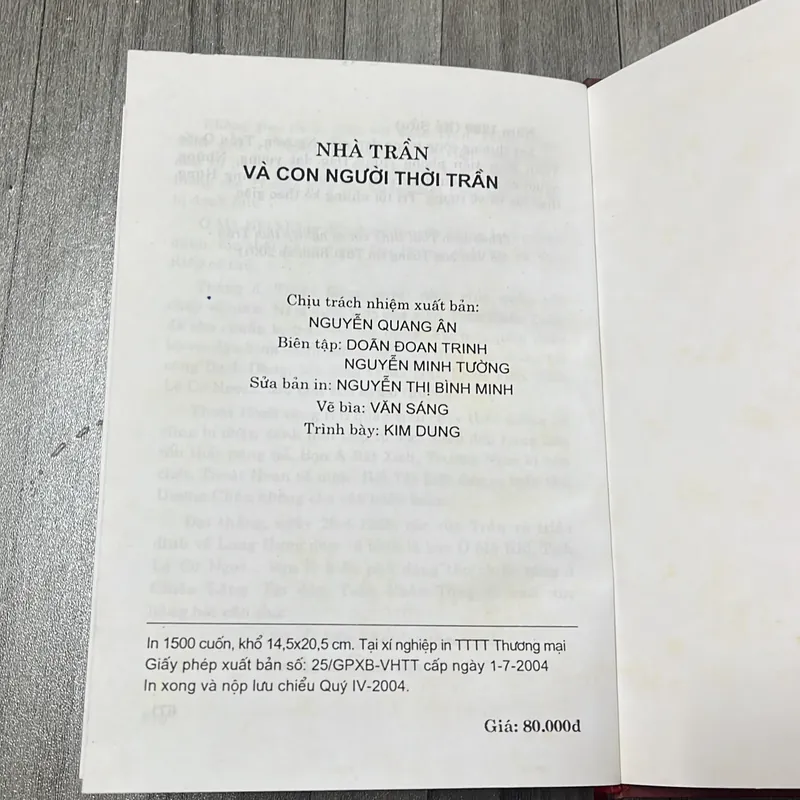 NHÀ TRẦN
VÀ CON NGƯỜI THỜI TRẦN
Chịu trách nhiệm xuất bản:
NGUYỄN QUANG ÂN
Biên tập: DOÃN ĐOAN TRINH
NGUYỄN MINH TƯỜNG
Sửa bản in: NGUYỄN THỊ BÌNH MINH
Vẽ bìa: VĂN SÁNG
Trình bày: KIM DUNG
In 1500 cuốn, khổ 14,5x20,5 cm. Tại xí nghiệp in TTTT Thương mại
Giấy phép xuất bản số: 25/GPXB-VHTT cấp ngày 1-7-2004
In xong và nộp lưu chiểu Quý IV-2004.
Giá: 80.000đ